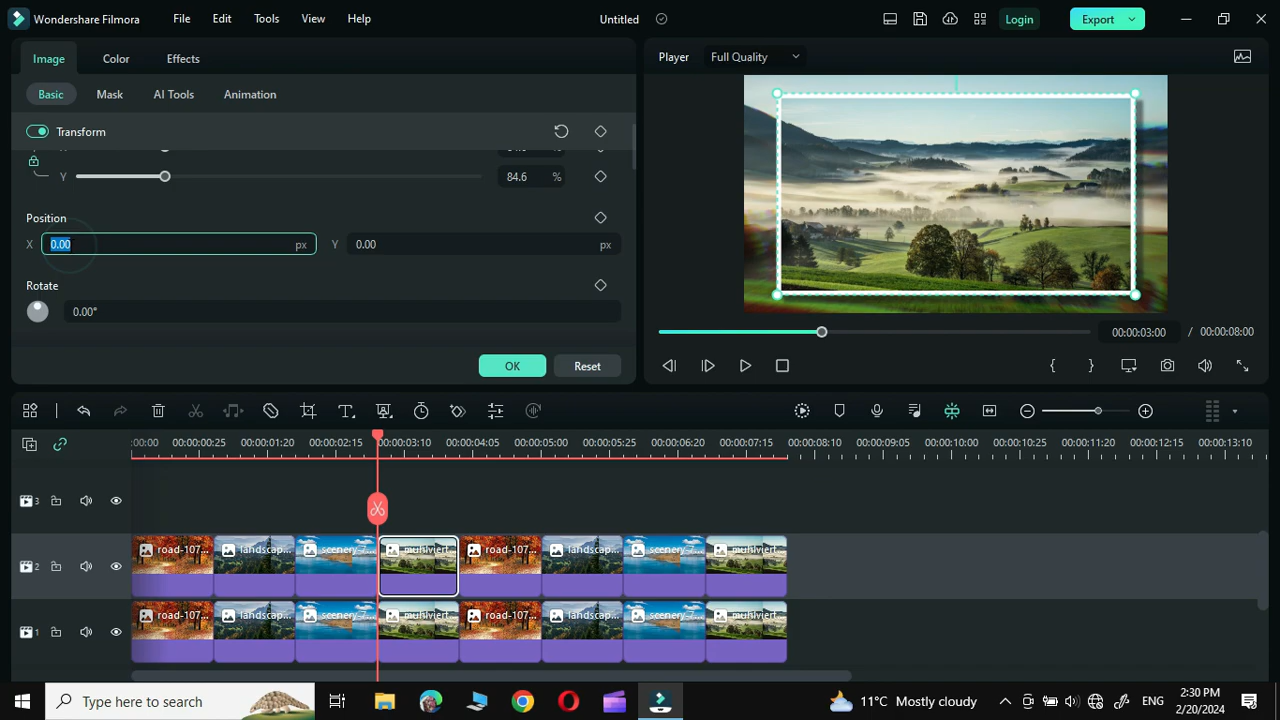 Wondershare Filmora File Edit Tools View Help Untitled Login Export
Image Color Effects
Player Full Quality
Basic Mask AI Tools Animation
Transform
Y 84.6 %
Position
X 0.00 px Y 0.00 px
Rotate
0.00°
00:00:03:00 / 00:00:08:00
OK Reset
:00:00 00:00:00:25 00:00:01:20 00:00:02:15 00:00:03:10 00:00:04:05 00:00:05:00 00:00:05:25 00:00:06:20 00:00:07:15 00:00:08:10 00:00:09:05 00:00:10:00 00:00:10:25 00:00:11:20 00:00:12:15 00:00:13:10
3
2 road-107... landscap... scenery-7... muhlviert... road-107... landscap... scenery-7... muhlviert...
1 road-107... landscap... scenery-7... muhlviert... road-107... landscap... scenery-7... muhlviert...
Type here to search 11°C Mostly cloudy ENG 2:30 PM
2/20/2024